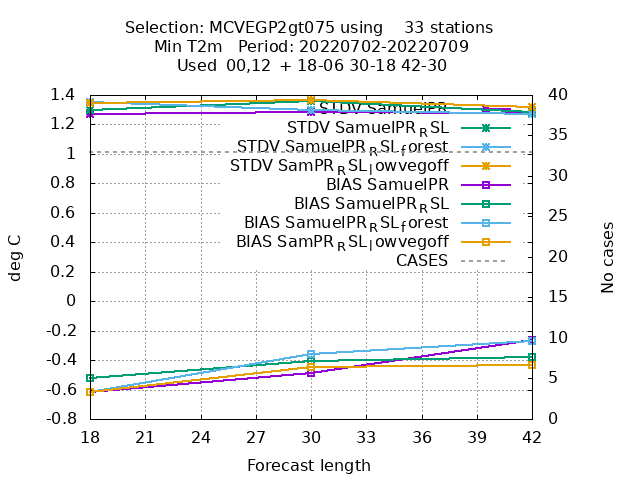 Selection: MCVEGP2gt075 using    33 stations
Min T2m   Period: 20220702-20220709
Used  00,12  + 18-06 30-18 42-30
1.4
1.2
1
0.8
0.6
0.4
0.2
0
-0.2
-0.4
-0.6
-0.8
deg C
STDV SamuelPR
STDV SamuelPR_RSL
STDV SamuelPR_RSL_forest
STDV SamPR_RSL_lowvegoff
BIAS SamuelPR
BIAS SamuelPR_RSL
BIAS SamuelPR_RSL_forest
BIAS SamPR_RSL_lowvegoff
CASES
40
35
30
25
20
15
10
5
0
No cases
18 21 24 27 30 33 36 39 42
Forecast length